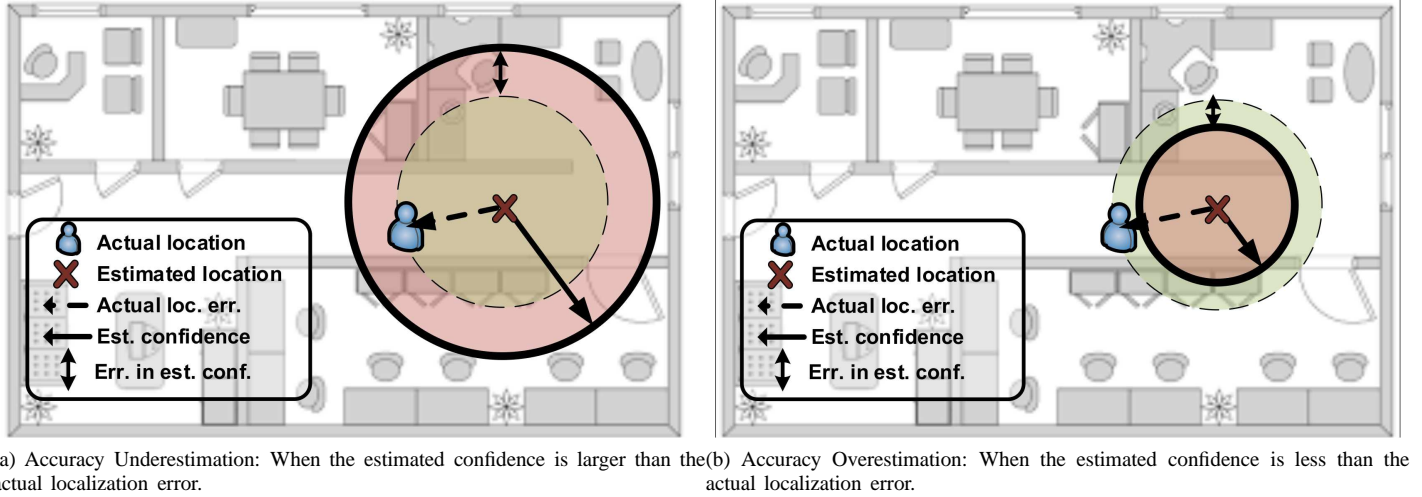 Actual location
Estimated location
Actual loc. err.
Est. confidence
Err. in est. conf.
a) Accuracy Underestimation: When the estimated confidence is larger than the
actual localization error.
Actual location
Estimated location
Actual loc. err.
Est. confidence
Err. in est. conf.
(b) Accuracy Overestimation: When the estimated confidence is less than the
actual localization error.